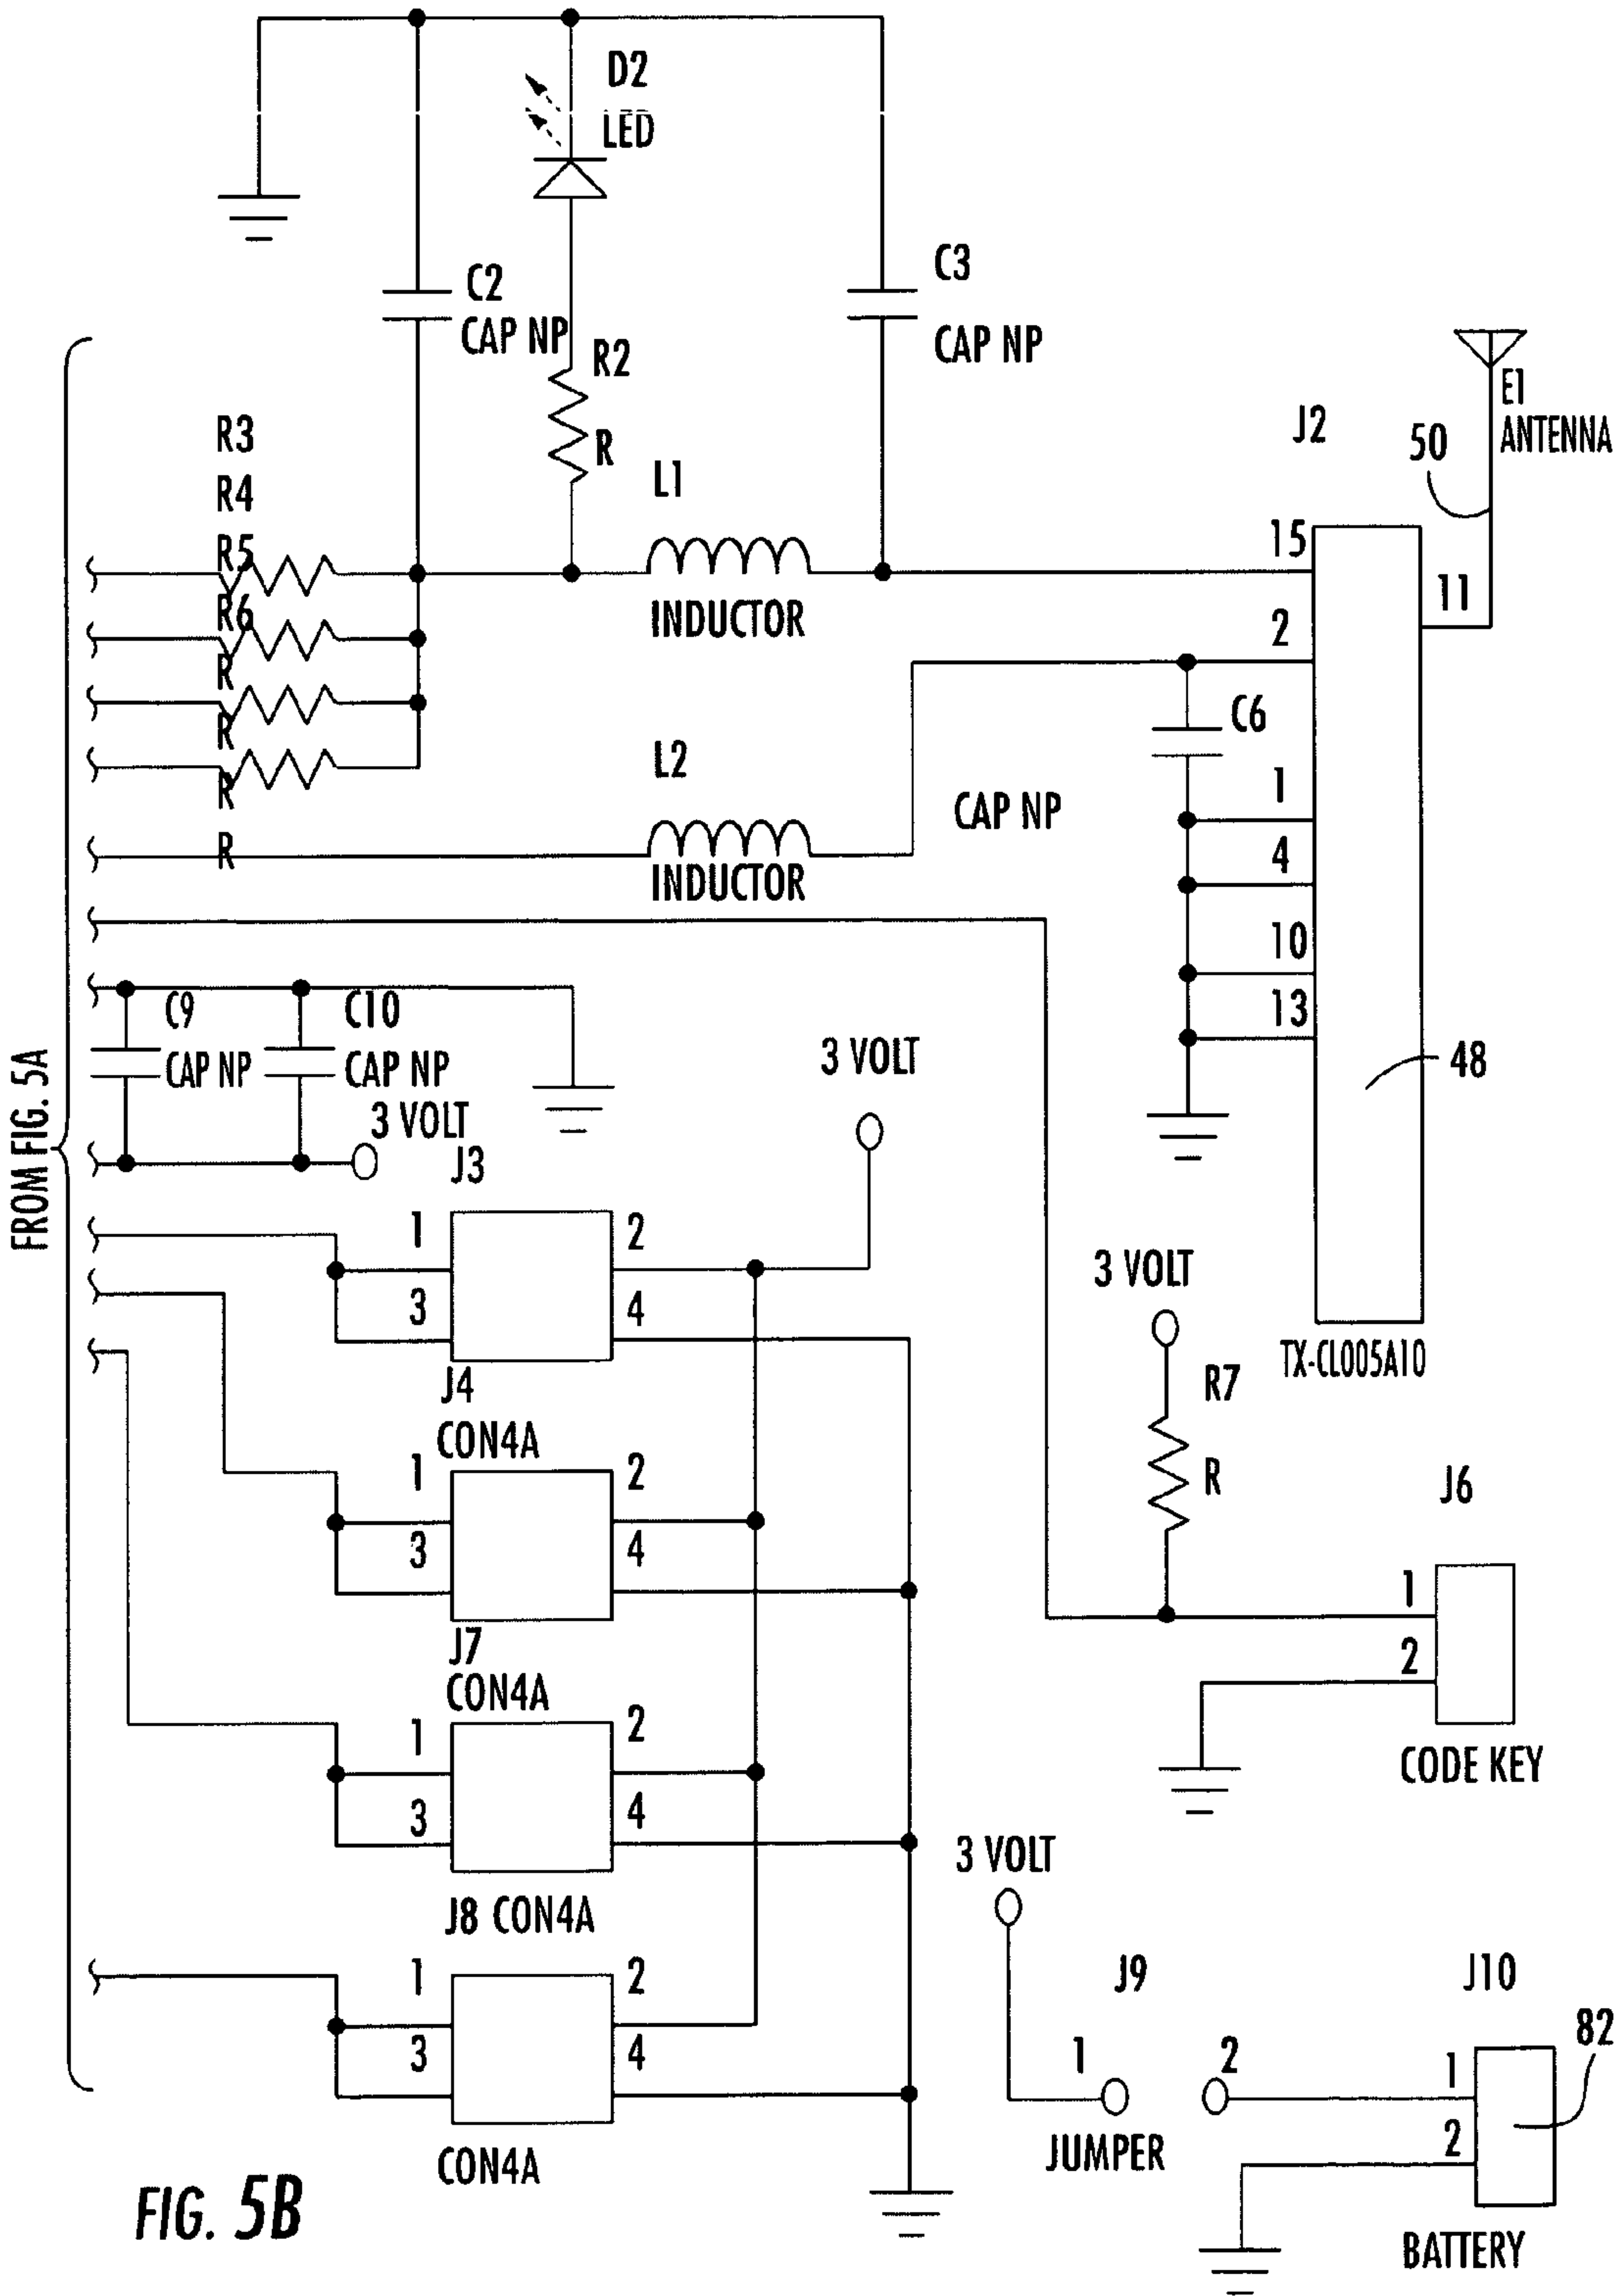 D2
LED
C2
CAP NP
C3
CAP NP
R2
R
E1
ANTENNA
J2
50
R3
R4
R5
R6
R
R
R
R
L1
INDUCTOR
15
11
2
C6
CAP NP
L2
INDUCTOR
1
4
10
13
48
TX-CL005A10
FROM FIG. 5A
C9
CAP NP
C10
CAP NP
3 VOLT
3 VOLT
J3
1
2
3
4
J4
CON4A
1
2
3
4
J7
CON4A
1
2
3
4
J8 CON4A
1
2
3
4
CON4A
3 VOLT
R7
R
J6
1
2
CODE KEY
3 VOLT
J9
1
2
JUMPER
J10
82
1
2
BATTERY
FIG. 5B